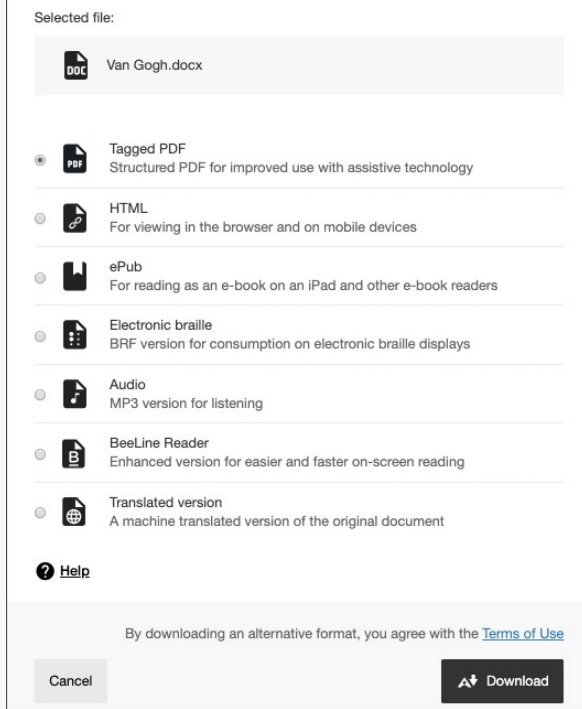 Selected file:
DOC
Van Gogh.docx
Tagged PDF
PDF
Structured PDF for improved use with assistive technology
HTML
For viewing in the browser and on mobile devices
ePub
For reading as an e-book on an iPad and other e-book readers
Electronic braille
BRF version for consumption on electronic braille displays
Audio
MP3 version for listening
BeeLine Reader
B
Enhanced version for easier and faster on-screen reading
Translated version
A machine translated version of the original document
? Help
By downloading an alternative format, you agree with the Terms of Use
Cancel
A Download